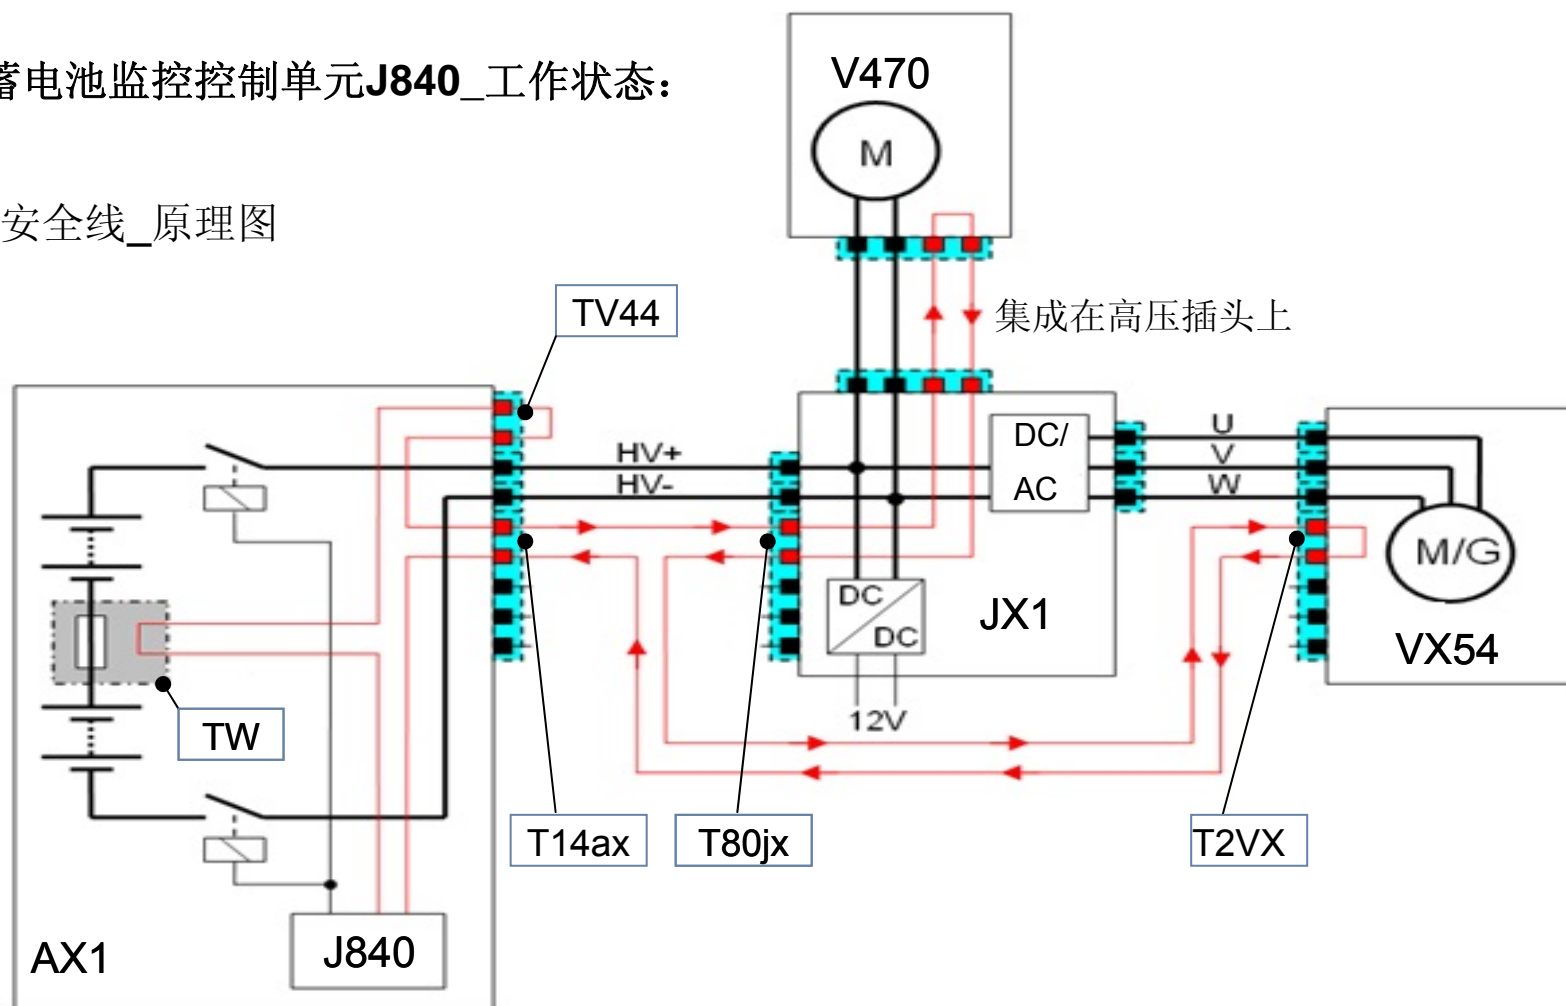 蓄电池监控控制单元J840_工作状态：
安全线_原理图
V470
M
集成在高压插头上
TV44
HV+
HV-
DC/
AC
U
V
W
M/G
VX54
DC
DC
JX1
12V
TW
T14ax
T80jx
T2VX
J840
AX1